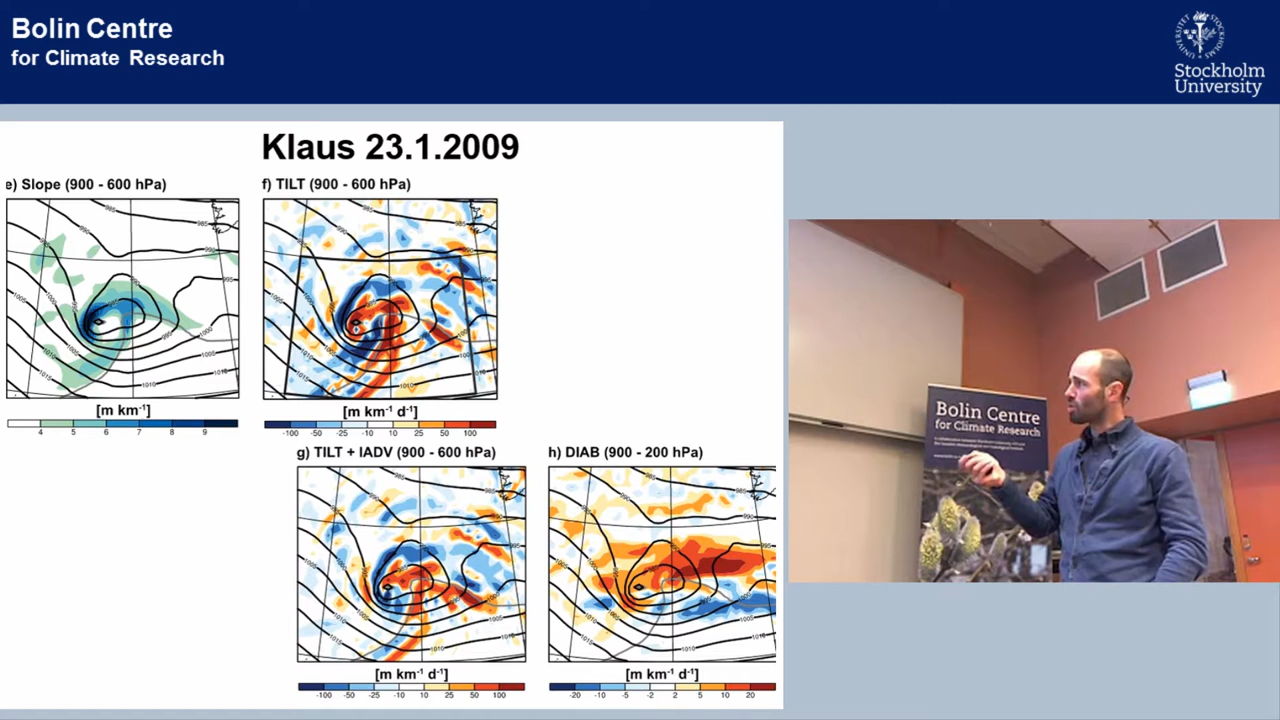 Bolin Centre
for Climate Research
STOCKHOLMS UNIVERSITET
Stockholm
University
Klaus 23.1.2009
e) Slope (900 - 600 hPa)
f) TILT (900 - 600 hPa)
[m km⁻¹]
4 5 6 7 8 9
[m km⁻¹ d⁻¹]
-100 -50 -25 -10 10 25 50 100
g) TILT + IADV (900 - 600 hPa)
h) DIAB (900 - 200 hPa)
[m km⁻¹ d⁻¹]
-100 -50 -25 -10 10 25 50 100
[m km⁻¹ d⁻¹]
-20 -10 -5 -2 2 5 10 20
Bolin Centre
for Climate Research